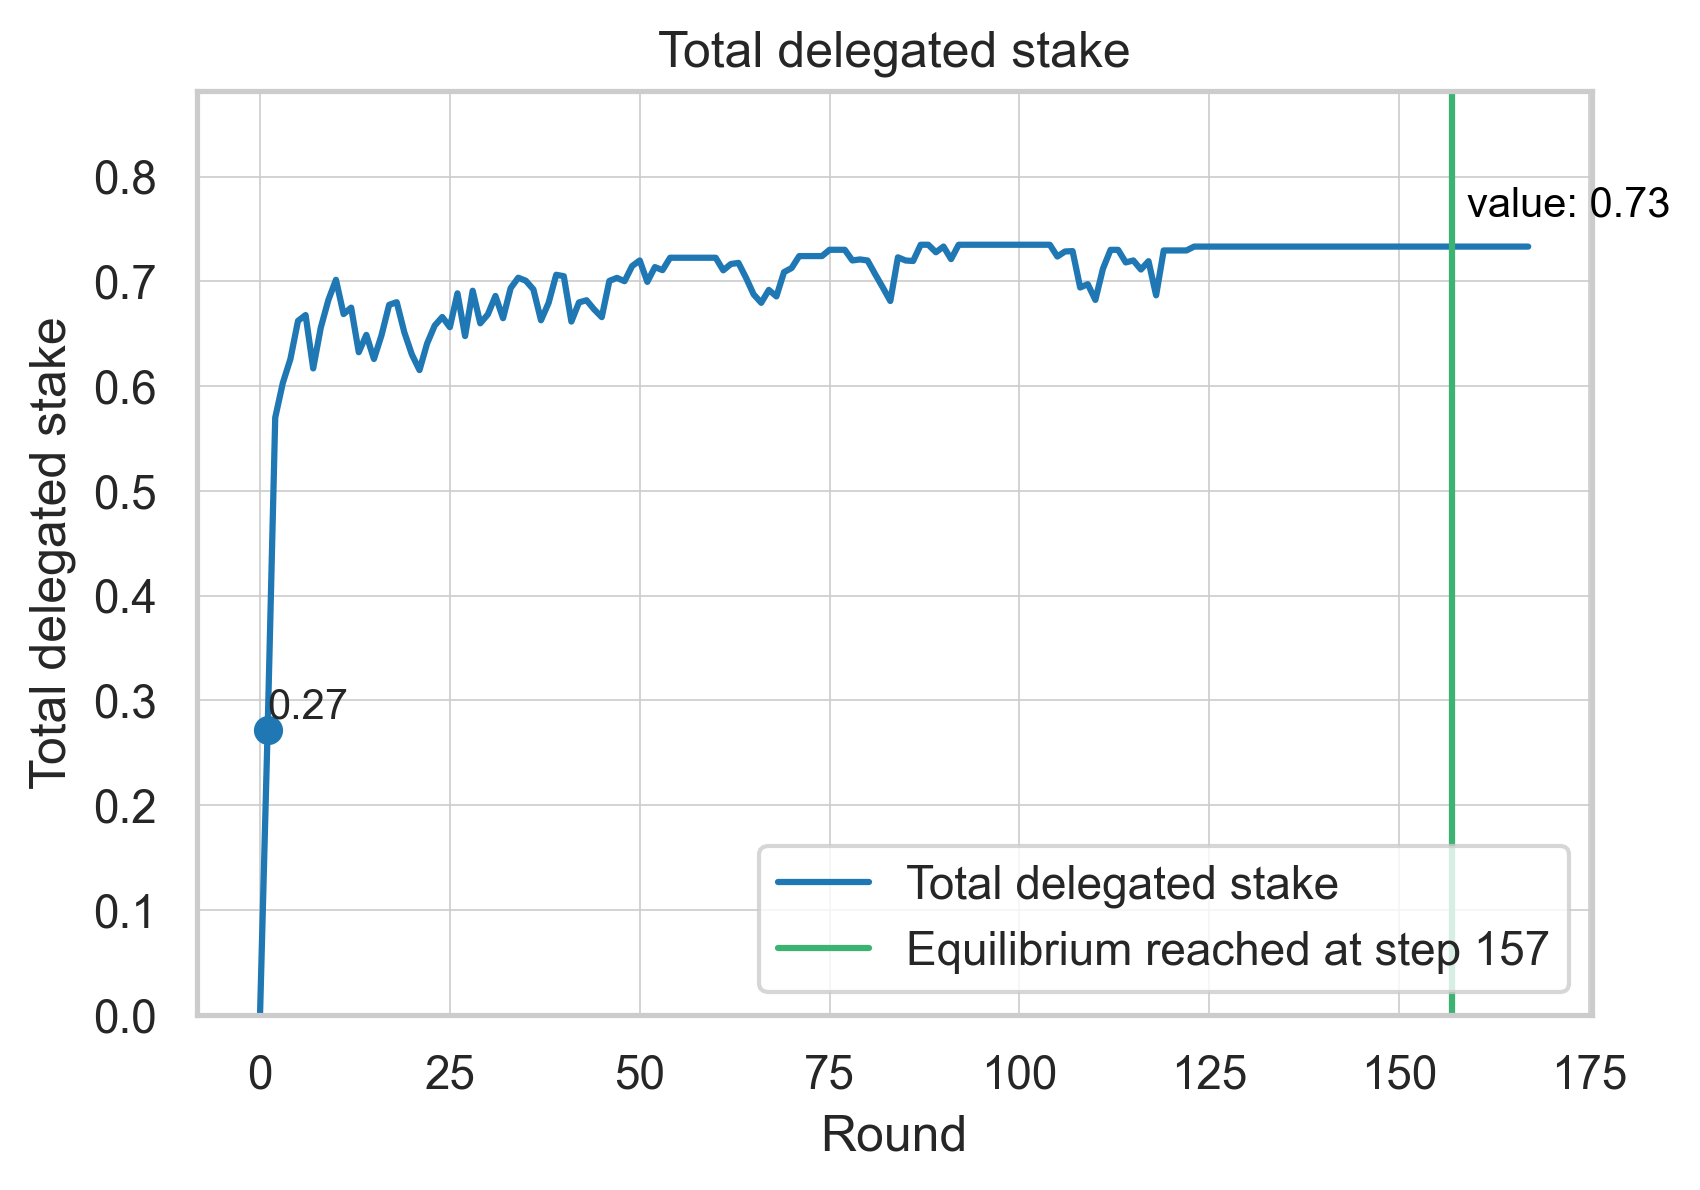 Total delegated stake
Total delegated stake
0.8
0.7
0.6
0.5
0.4
0.3
0.2
0.1
0.0
value: 0.73
0.27
Total delegated stake
Equilibrium reached at step 157
0 25 50 75 100 125 150 175
Round